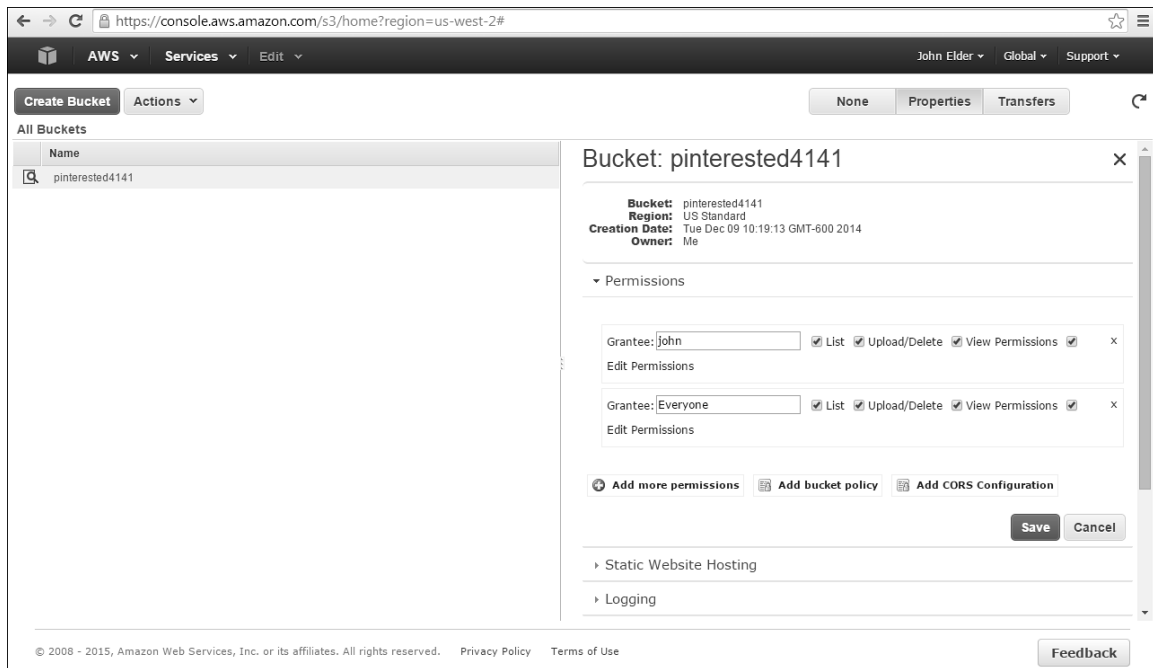 https://console.aws.amazon.com/s3/home?region=us-west-2#
AWS Services Edit John Elder Global Support
Create Bucket Actions None Properties Transfers
All Buckets
Name
pinterested4141
Bucket: pinterested4141 ×
Bucket: pinterested4141
Region: US Standard
Creation Date: Tue Dec 09 10:19:13 GMT-600 2014
Owner: Me
Permissions
Grantee: john List Upload/Delete View Permissions x
Edit Permissions
Grantee: Everyone List Upload/Delete View Permissions x
Edit Permissions
Add more permissions Add bucket policy Add CORS Configuration
Save Cancel
Static Website Hosting
Logging
© 2008 - 2015, Amazon Web Services, Inc. or its affiliates. All rights reserved. Privacy Policy Terms of Use Feedback